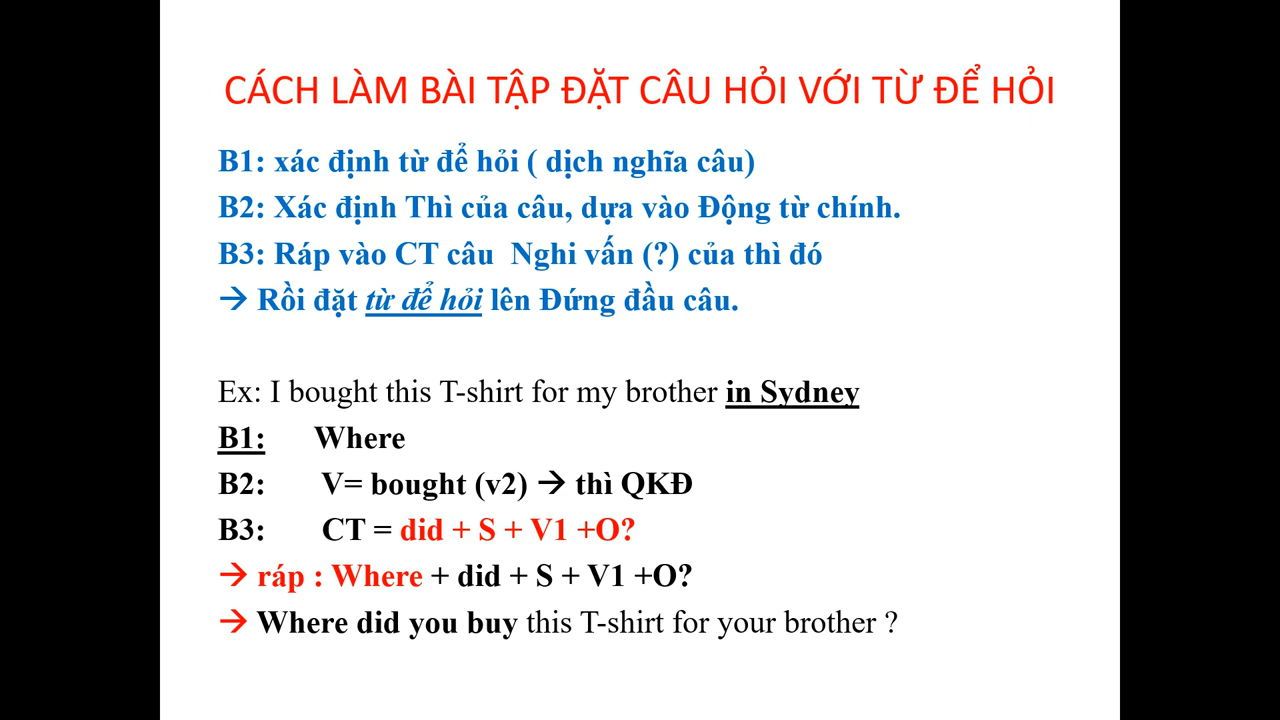 CÁCH LÀM BÀI TẬP ĐẶT CÂU HỎI VỚI TỪ ĐỂ HỎI
B1: xác định từ để hỏi ( dịch nghĩa câu)
B2: Xác định Thì của câu, dựa vào Động từ chính.
B3: Ráp vào CT câu Nghi vấn (?) của thì đó
→ Rồi đặt từ để hỏi lên Đứng đầu câu.
Ex: I bought this T-shirt for my brother in Sydney
B1: Where
B2: V= bought (v2) → thì QKĐ
B3: CT = did + S + V1 +O?
→ ráp : Where + did + S + V1 +O?
→ Where did you buy this T-shirt for your brother ?